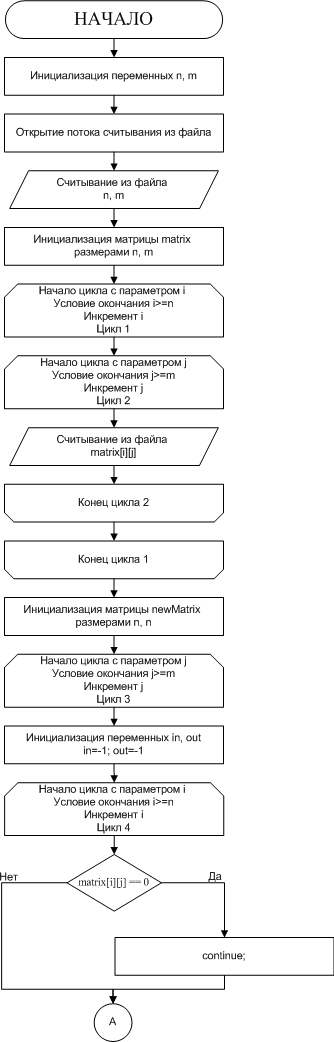 НАЧАЛО
Инициализация переменных n, m
Открытие потока считывания из файла
Считывание из файла
n, m
Инициализация матрицы matrix
размерами n, m
Начало цикла с параметром i
Условие окончания i>=n
Инкремент i
Цикл 1
Начало цикла с параметром j
Условие окончания j>=m
Инкремент j
Цикл 2
Считывание из файла
matrix[i][j]
Конец цикла 2
Конец цикла 1
Инициализация матрицы newMatrix
размерами n, n
Начало цикла с параметром j
Условие окончания j>=m
Инкремент j
Цикл 3
Инициализация переменных in, out
in=-1; out=-1
Начало цикла с параметром i
Условие окончания i>=n
Инкремент i
Цикл 4
Нет
matrix[i][j] == 0
Да
continue;
A